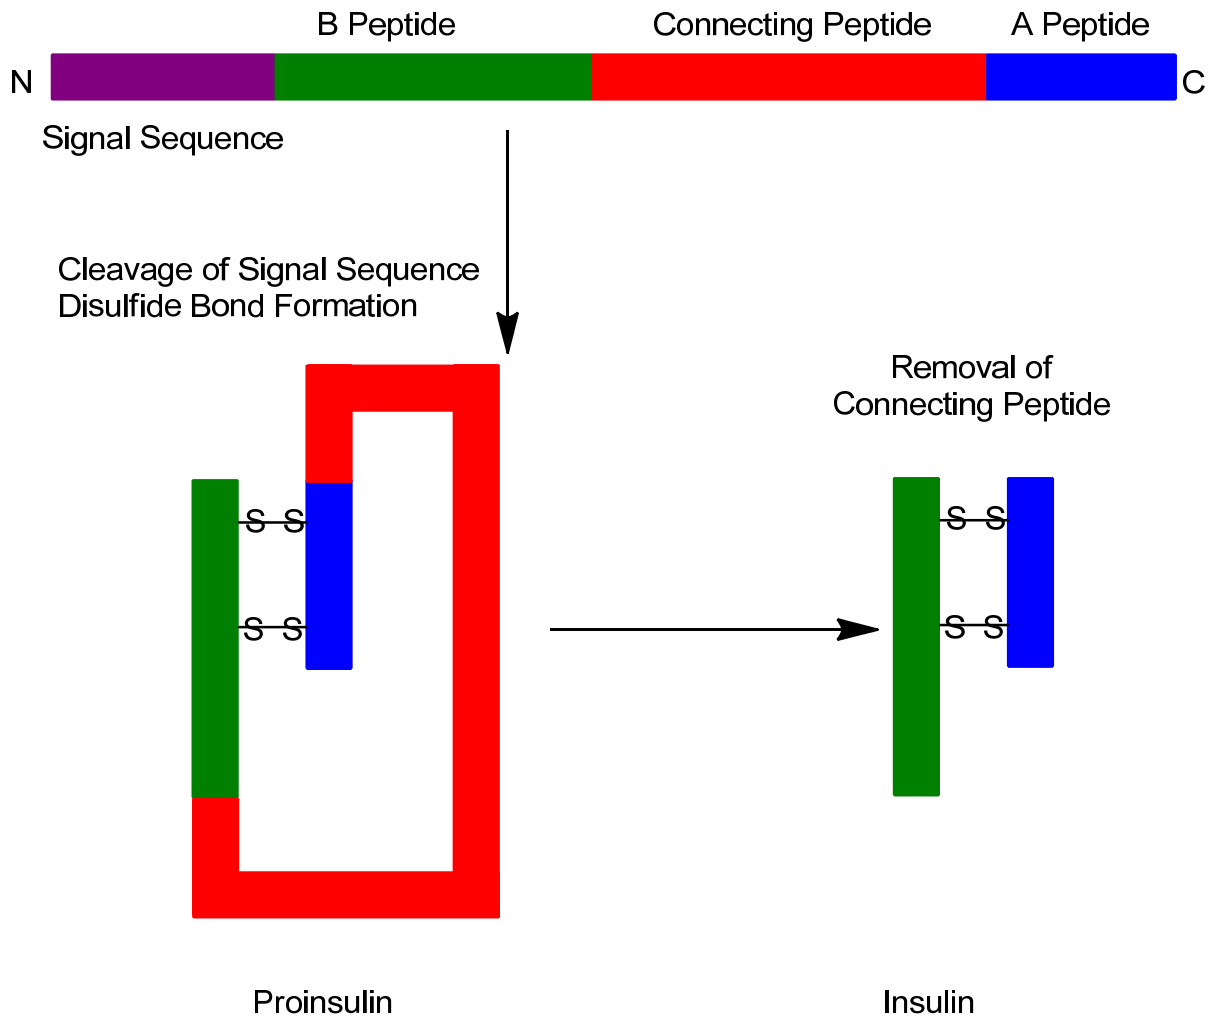 B Peptide Connecting Peptide A Peptide
N C
Signal Sequence
Cleavage of Signal Sequence
Disulfide Bond Formation
Removal of
Connecting Peptide
S S S S
S S S S
Proinsulin Insulin